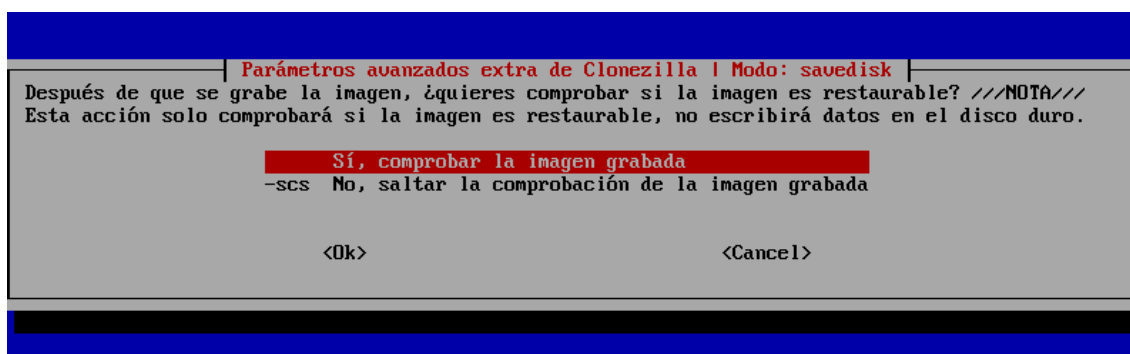 Parámetros avanzados extra de Clonezilla | Modo: savedisk
Después de que se grabe la imagen, ¿quieres comprobar si la imagen es restaurable? ///NOTA///
Esta acción solo comprobará si la imagen es restaurable, no escribirá datos en el disco duro.
Sí, comprobar la imagen grabada
-scs No, saltar la comprobación de la imagen grabada
<Ok> <Cancel>